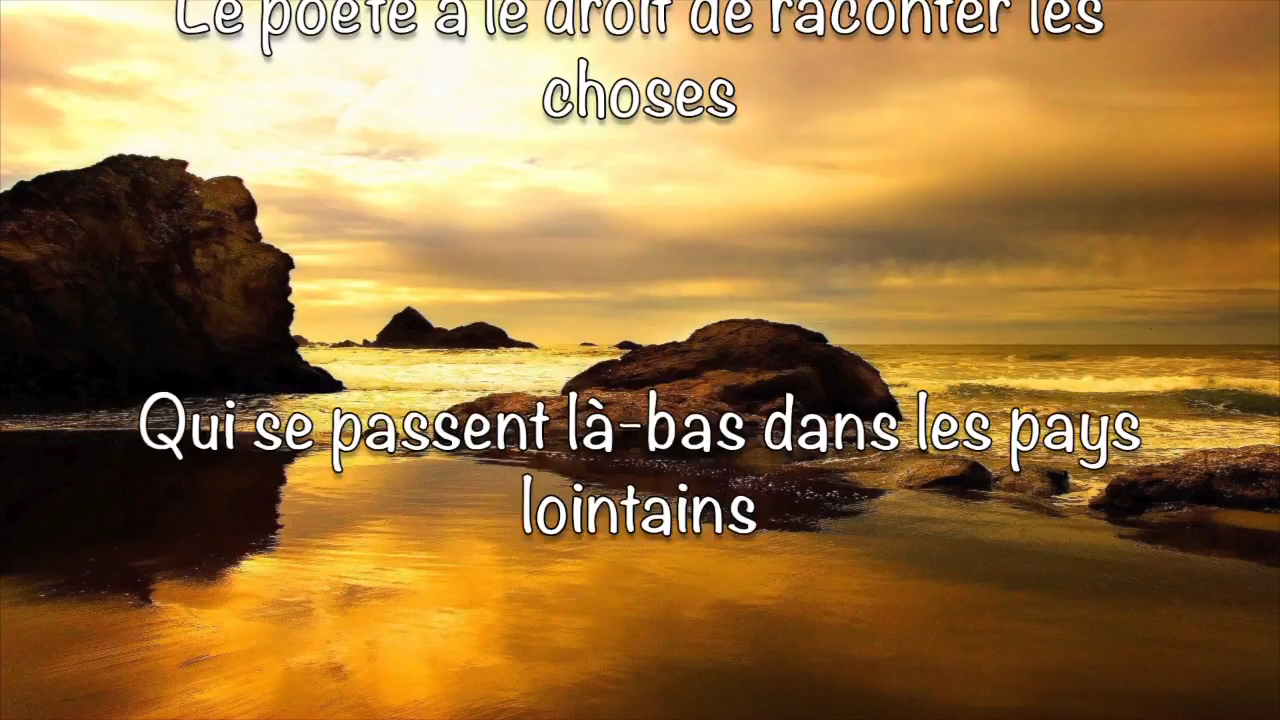 Le poète a le droit de raconter les
choses
Qui se passent là-bas dans les pays
lointains